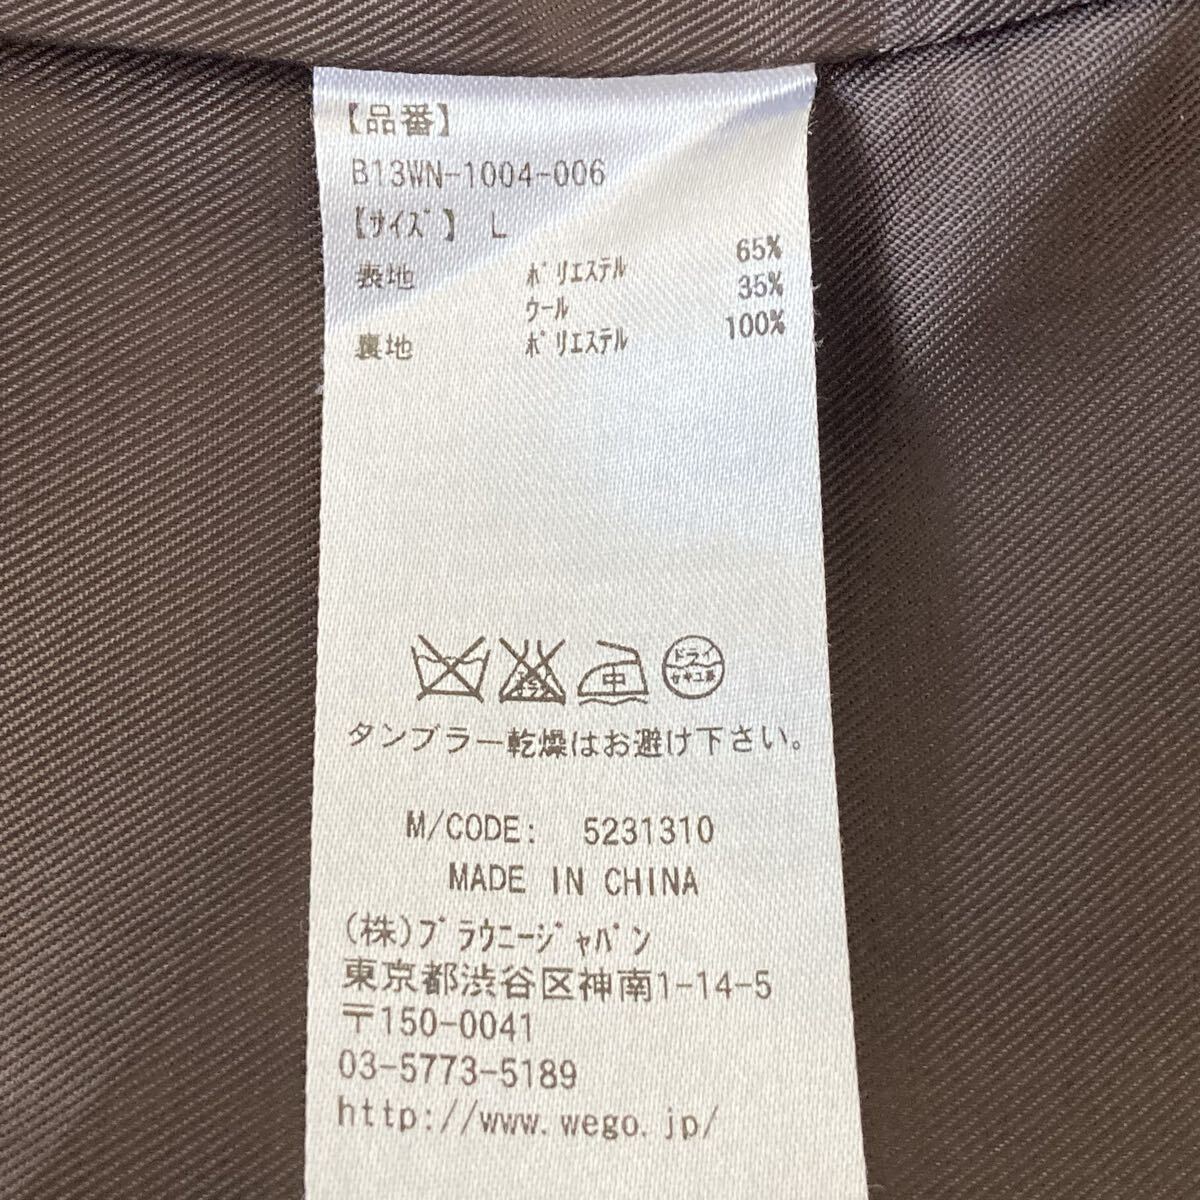 【品番】
B13WN-1004-006
【ｻｲｽﾞ】 L
表地 ﾎﾟﾘｴｽﾃﾙ 65%
ｳｰﾙ 35%
裏地 ﾎﾟﾘｴｽﾃﾙ 100%
中 ドライ
セキユ系
タンブラー乾燥はお避け下さい。
M/CODE: 5231310
MADE IN CHINA
(株)ﾌﾞﾗｳﾆｰｼﾞｬﾊﾟﾝ
東京都渋谷区神南1-14-5
〒150-0041
03-5773-5189
http://www.wego.jp/